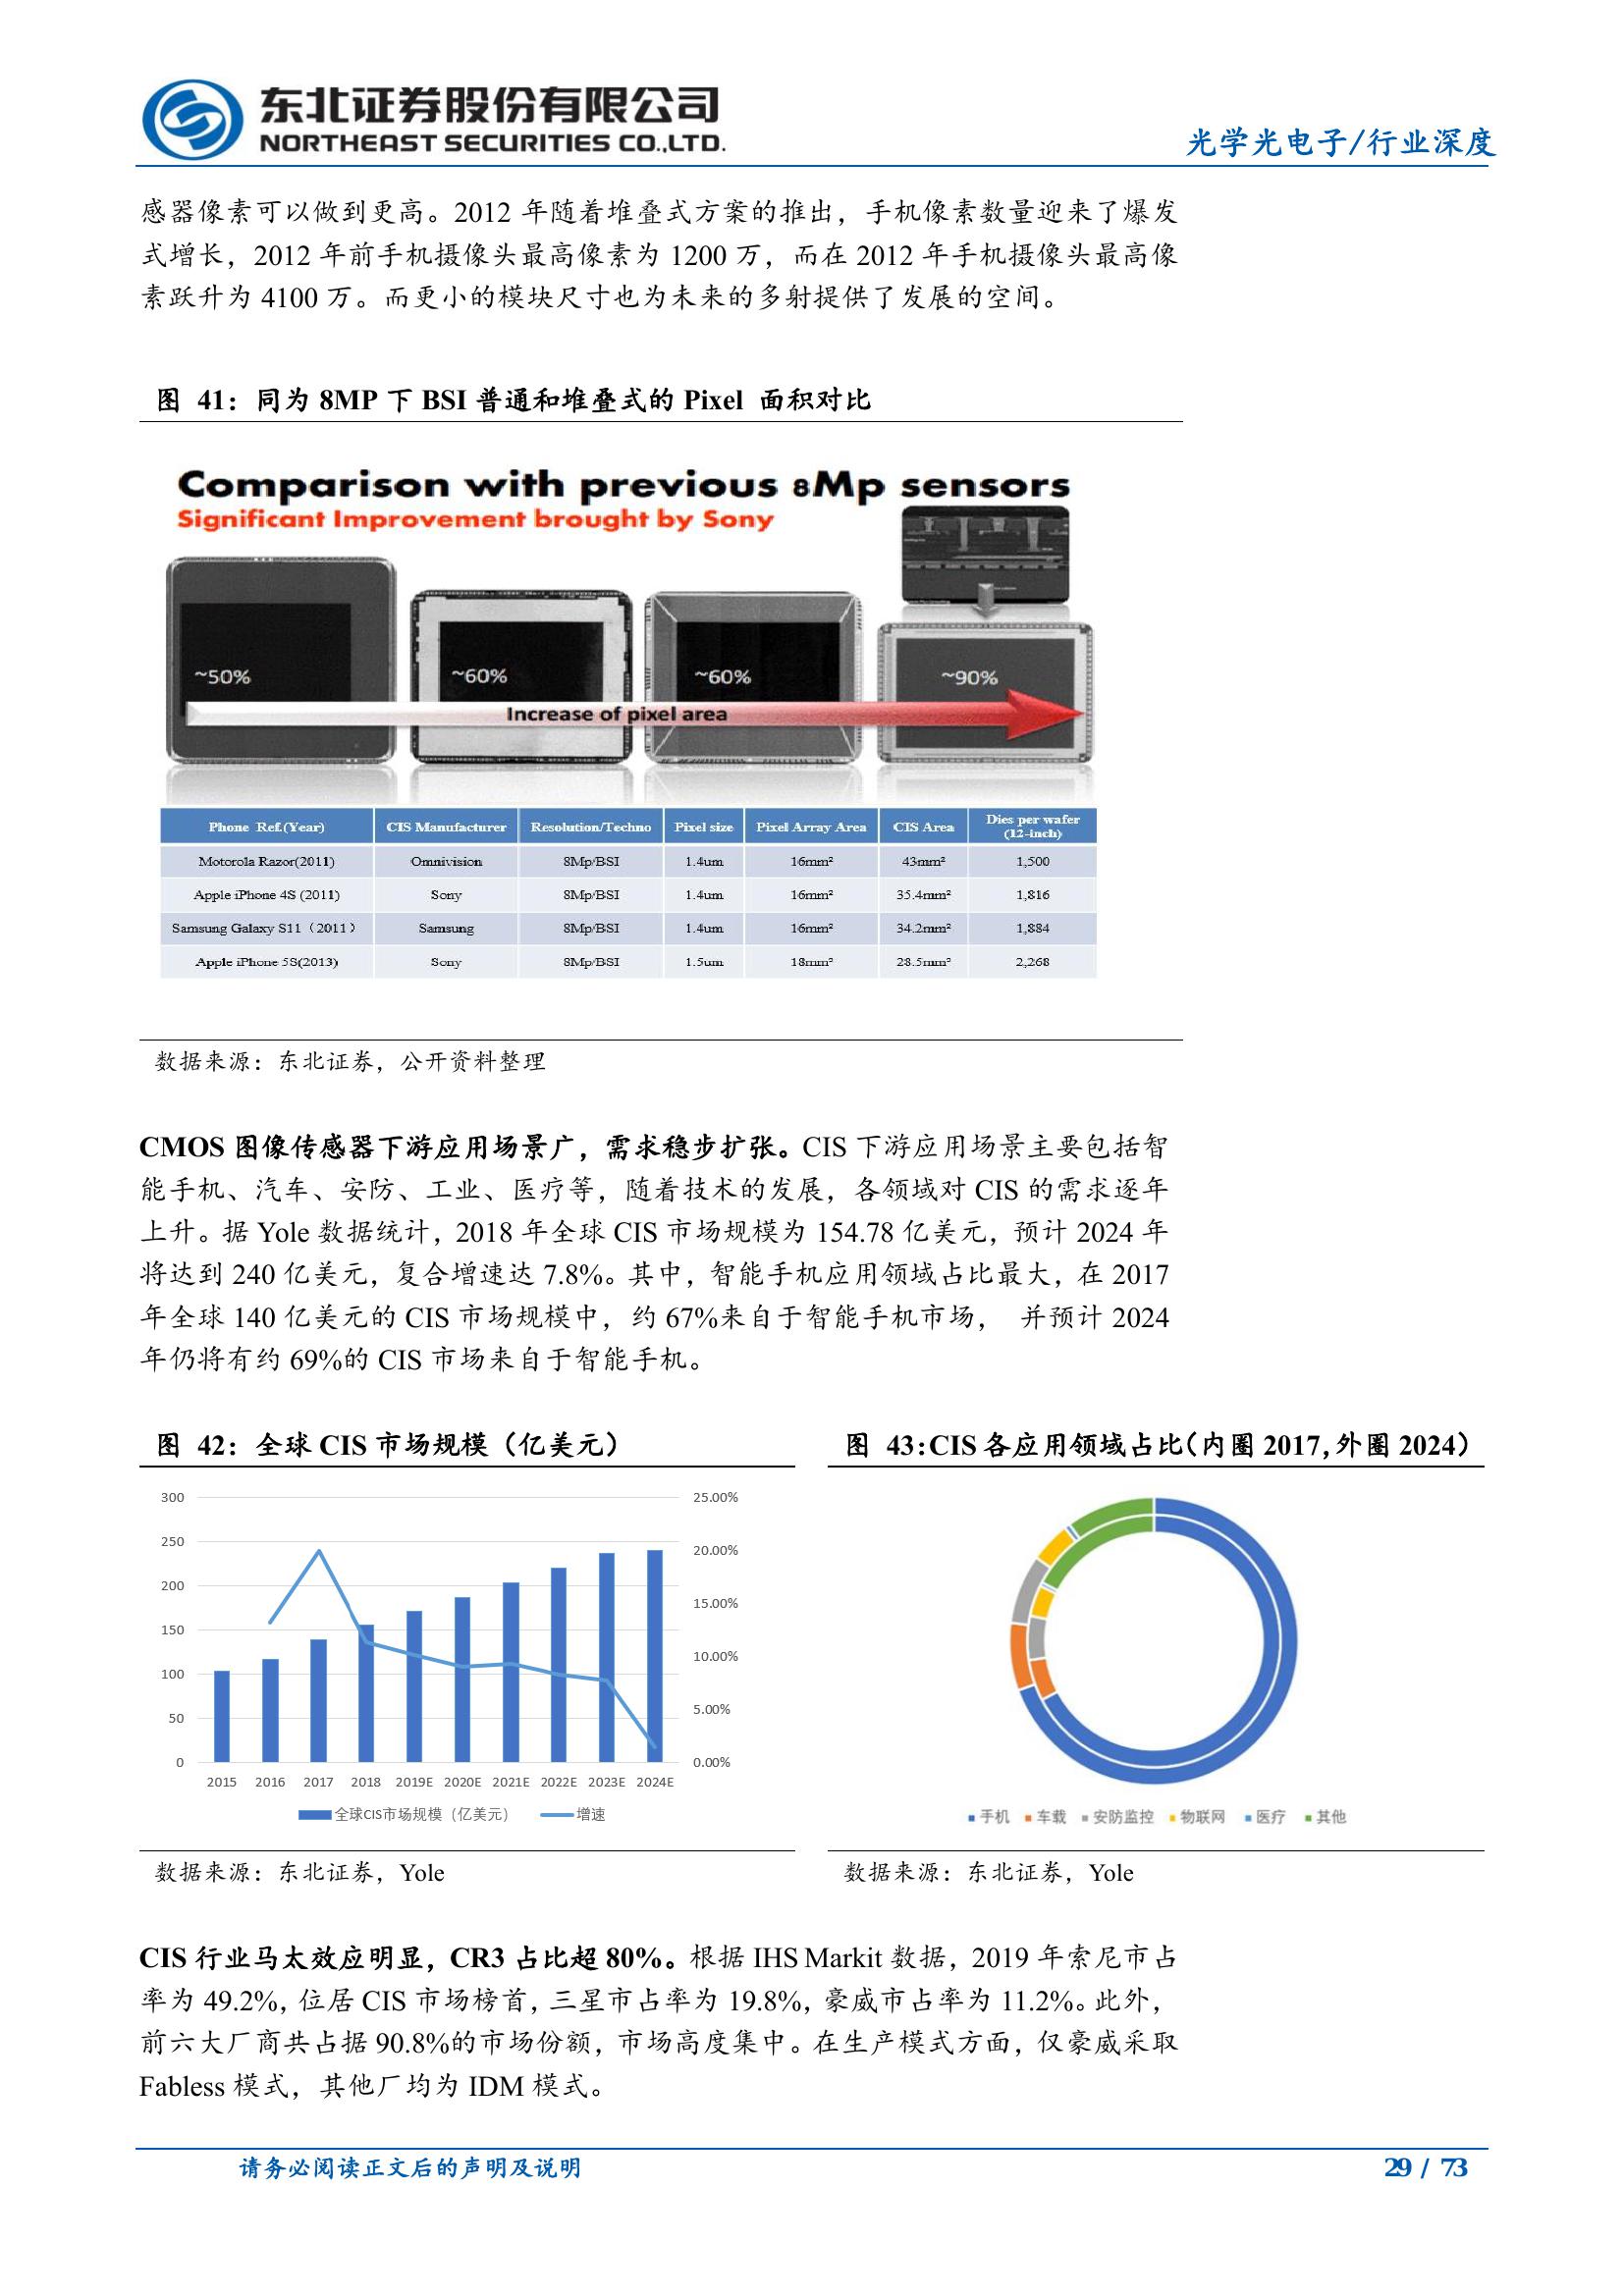 东北证券股份有限公司
NORTHEAST SECURITIES CO.,LTD.
光学光电子/行业深度
感器像素可以做到更高。2012 年随着堆叠式方案的推出，手机像素数量迎来了爆发
式增长，2012 年前手机摄像头最高像素为 1200 万，而在 2012 年手机摄像头最高像
素跃升为 4100 万。而更小的模块尺寸也为未来的多射提供了发展的空间。
图 41：同为 8MP 下 BSI 普通和堆叠式的 Pixel 面积对比
Comparison with previous 8Mp sensors
Significant Improvement brought by Sony
~50% ~60% ~60% ~90%
Increase of pixel area
Phone Ref.(Year) CIS Manufacturer Resolution/Techno Pixel size Pixel Array Area CIS Area Dies per wafer (12-inch)
Motorola Razor(2011) Omnivision 8Mp/BSI 1.4um 16mm² 43mm² 1,500
Apple iPhone 4S (2011) Sony 8Mp/BSI 1.4um 16mm² 35.4mm² 1,816
Samsung Galaxy S11（2011） Samsung 8Mp/BSI 1.4um 16mm² 34.2mm² 1,884
Apple iPhone 5S(2013) Sony 8Mp/BSI 1.5um 18mm² 28.5mm² 2,268
数据来源：东北证券，公开资料整理
CMOS 图像传感器下游应用场景广，需求稳步扩张。CIS 下游应用场景主要包括智
能手机、汽车、安防、工业、医疗等，随着技术的发展，各领域对 CIS 的需求逐年
上升。据 Yole 数据统计，2018 年全球 CIS 市场规模为 154.78 亿美元，预计 2024 年
将达到 240 亿美元，复合增速达 7.8%。其中，智能手机应用领域占比最大，在 2017
年全球 140 亿美元的 CIS 市场规模中，约 67%来自于智能手机市场， 并预计 2024
年仍将有约 69%的 CIS 市场来自于智能手机。
图 42：全球 CIS 市场规模（亿美元）
300 25.00%
250 20.00%
200 15.00%
150 10.00%
100 5.00%
50 0.00%
0
2015 2016 2017 2018 2019E 2020E 2021E 2022E 2023E 2024E
全球CIS市场规模（亿美元） 增速
数据来源：东北证券，Yole
图 43：CIS 各应用领域占比（内圈 2017，外圈 2024）
手机 车载 安防监控 物联网 医疗 其他
数据来源：东北证券，Yole
CIS 行业马太效应明显，CR3 占比超 80%。根据 IHS Markit 数据，2019 年索尼市占
率为 49.2%，位居 CIS 市场榜首，三星市占率为 19.8%，豪威市占率为 11.2%。此外，
前六大厂商共占据 90.8%的市场份额，市场高度集中。在生产模式方面，仅豪威采取
Fabless 模式，其他厂均为 IDM 模式。
请务必阅读正文后的声明及说明
29 / 73